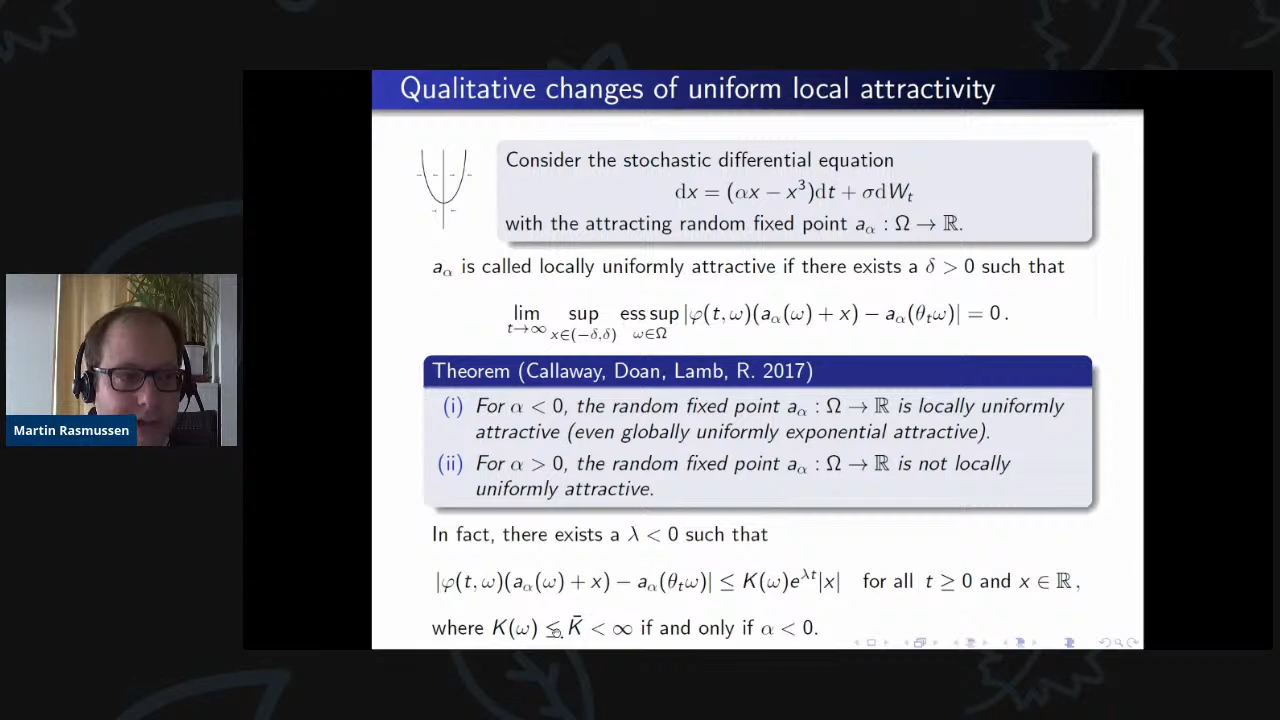 Qualitative changes of uniform local attractivity
Consider the stochastic differential equation
dx = (αx − x³)dt + σdW_t
with the attracting random fixed point a_α : Ω → ℝ.
a_α is called locally uniformly attractive if there exists a δ > 0 such that
lim_{t→∞} sup_{x∈(−δ,δ)} ess sup_{ω∈Ω} |φ(t, ω)(a_α(ω) + x) − a_α(θ_tω)| = 0 .
Theorem (Callaway, Doan, Lamb, R. 2017)
(i) For α < 0, the random fixed point a_α : Ω → ℝ is locally uniformly
attractive (even globally uniformly exponential attractive).
(ii) For α > 0, the random fixed point a_α : Ω → ℝ is not locally
uniformly attractive.
In fact, there exists a λ < 0 such that
|φ(t, ω)(a_α(ω) + x) − a_α(θ_tω)| ≤ K(ω)e^{λt}|x| for all t ≥ 0 and x ∈ ℝ ,
where K(ω) ≤ K̄ < ∞ if and only if α < 0.
Martin Rasmussen